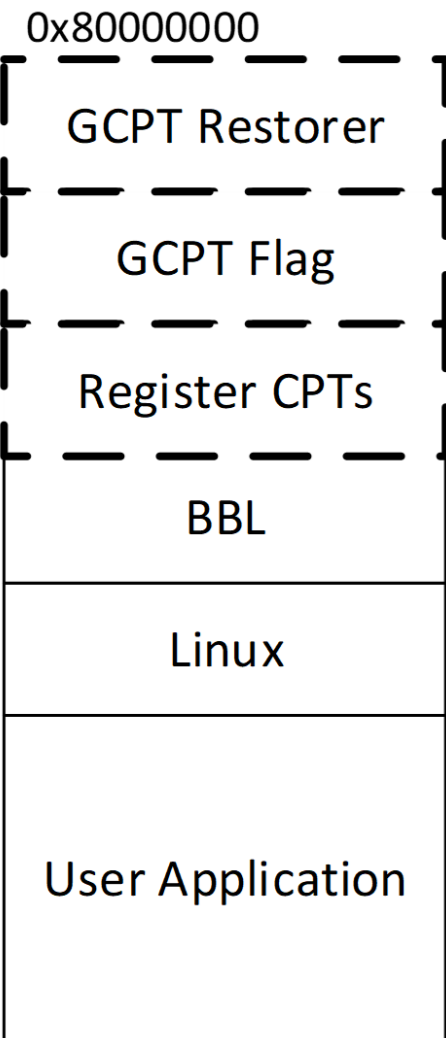 0x80000000
GCPT Restorer
GCPT Flag
Register CPTs
BBL
Linux
User Application